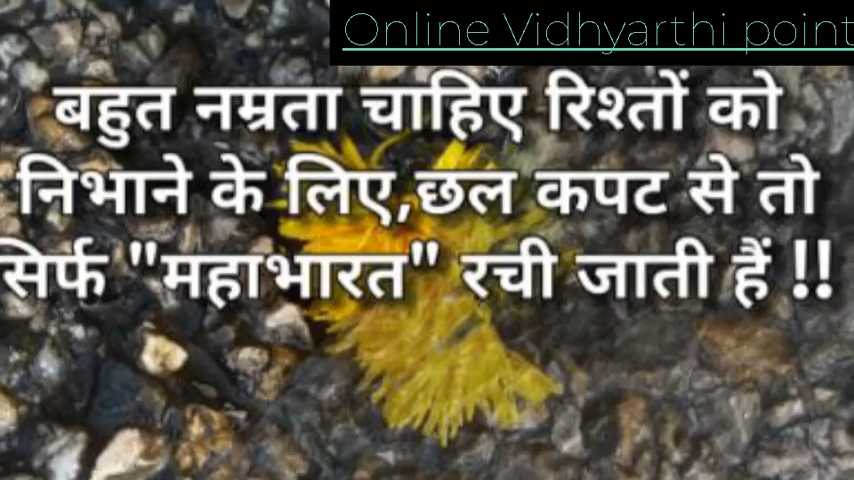 Online Vidhyarthi point
बहुत नम्रता चाहिए रिश्तों को
निभाने के लिए,छल कपट से तो
सिर्फ "महाभारत" रची जाती हैं !!